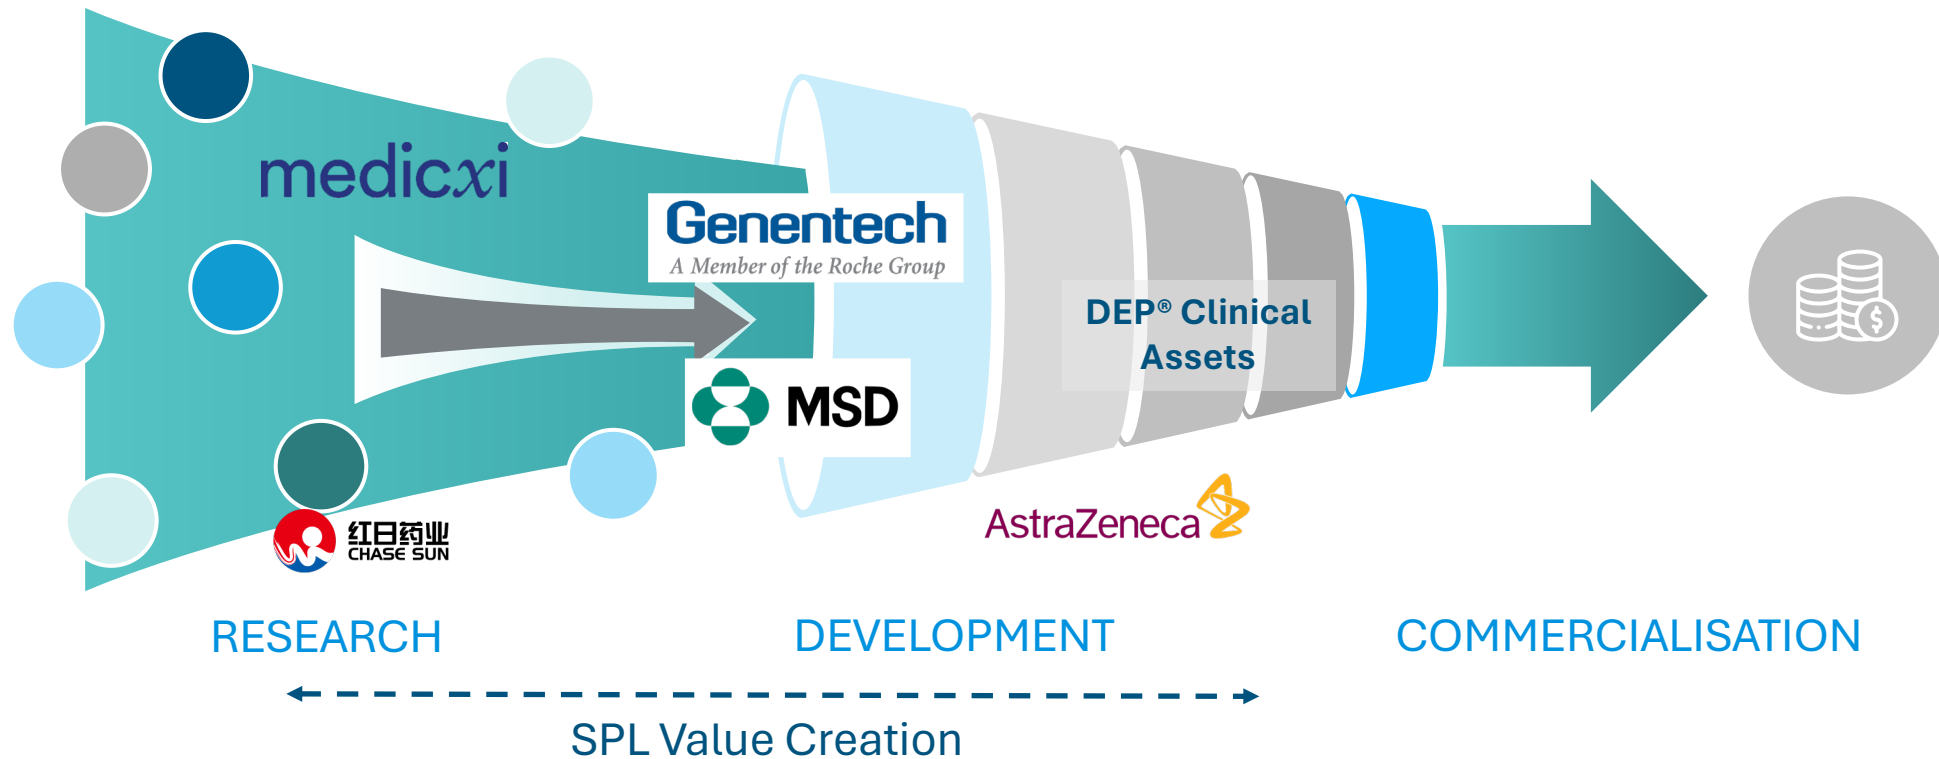 medicxi
Genentech
A Member of the Roche Group
MSD
DEP® Clinical
Assets
AstraZeneca
红日药业
CHASE SUN
RESEARCH
DEVELOPMENT
COMMERCIALISATION
SPL Value Creation
$